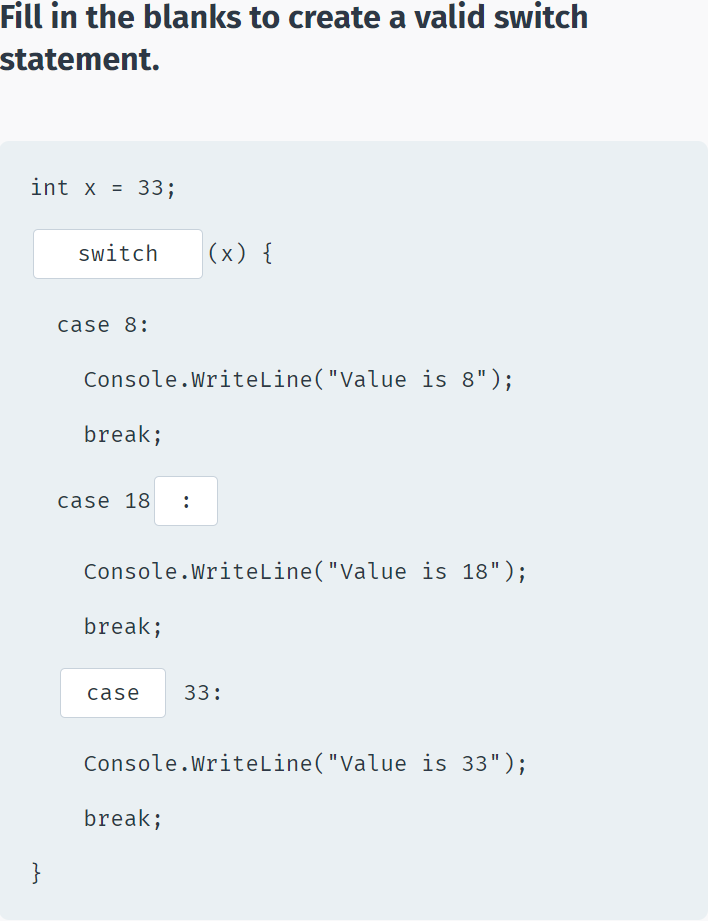 Fill in the blanks to create a valid switch
statement.
int x = 33;
switch (x) {
case 8:
Console.WriteLine("Value is 8");
break;
case 18 :
Console.WriteLine("Value is 18");
break;
case 33:
Console.WriteLine("Value is 33");
break;
}